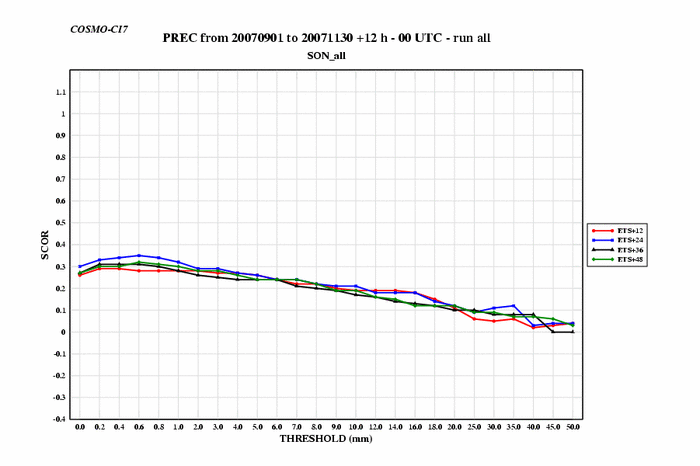 COSMO-C17
PREC from 20070901 to 20071130 +12 h - 00 UTC - run all
SON_all
1.1
1
0.9
0.8
0.7
0.6
0.5
0.4
0.3
0.2
0.1
0
-0.1
-0.2
-0.3
-0.4
SCOR
0.0 0.2 0.4 0.6 0.8 1.0 2.0 3.0 4.0 5.0 6.0 7.0 8.0 9.0 10.0 12.0 14.0 16.0 18.0 20.0 25.0 30.0 35.0 40.0 45.0 50.0
THRESHOLD (mm)
ETS+12
ETS+24
ETS+36
ETS+48